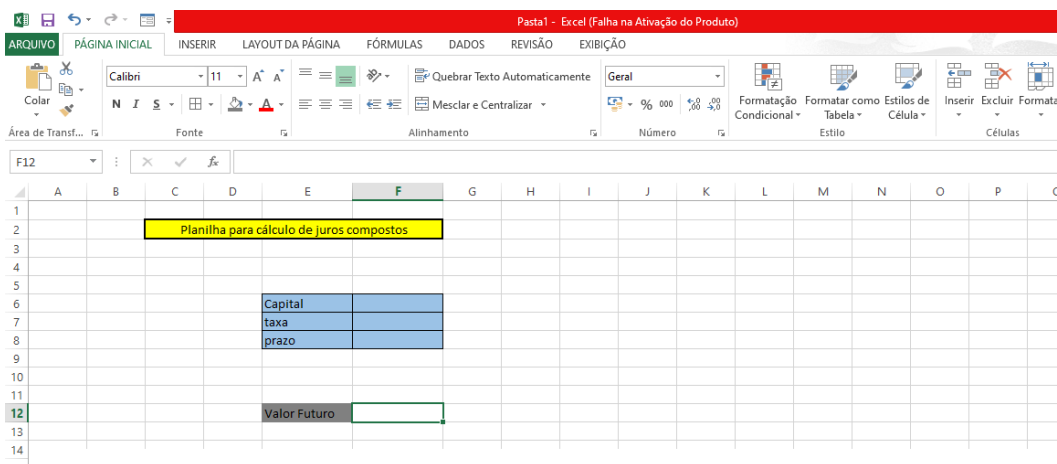 Pasta1 - Excel (Falha na Ativação do Produto)
ARQUIVO PÁGINA INICIAL INSERIR LAYOUT DA PÁGINA FÓRMULAS DADOS REVISÃO EXIBIÇÃO
Calibri 11 A A Quebrar Texto Automaticamente Geral
Colar N I S A Mesclar e Centralizar % 000 Formatação Condicional Formatar como Tabela Estilos de Célula Inserir Excluir Formata
Área de Transf... Fonte Alinhamento Número Estilo Células
F12 fx
A B C D E F G H I J K L M N O P
1
2 Planilha para cálculo de juros compostos
3
4
5
6 Capital
7 taxa
8 prazo
9
10
11
12 Valor Futuro
13
14